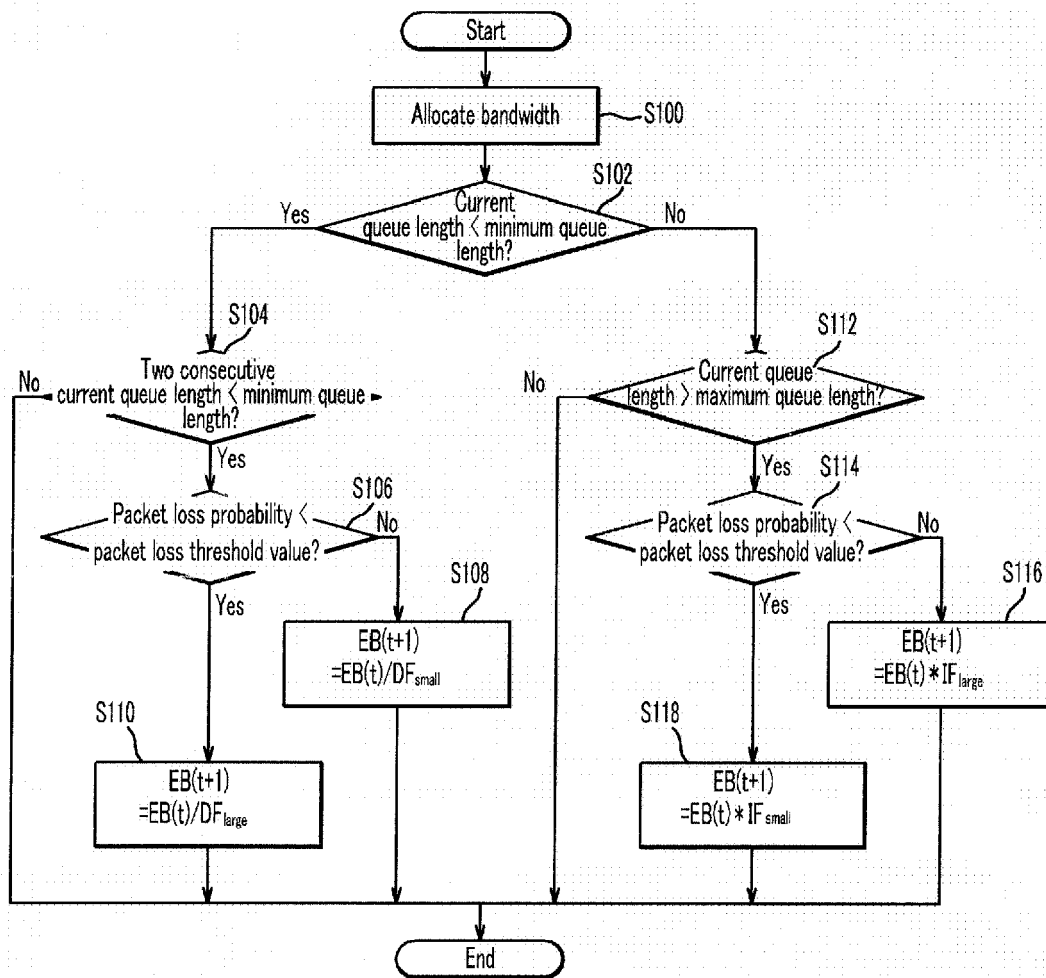 Start
Allocate bandwidth
S100
S102
Current
queue length < minimum queue
length?
Yes
No
S104
Two consecutive
current queue length < minimum queue
length?
No
Yes
S112
Current queue
length > maximum queue length?
No
Yes
S106
Packet loss probability <
packet loss threshold value?
No
Yes
S114
Packet loss probability <
packet loss threshold value?
No
Yes
S108
EB(t+1)
=EB(t)/DFsmall
S116
EB(t+1)
=EB(t)*IFlarge
S110
EB(t+1)
=EB(t)/DFlarge
S118
EB(t+1)
=EB(t)*IFsmall
End